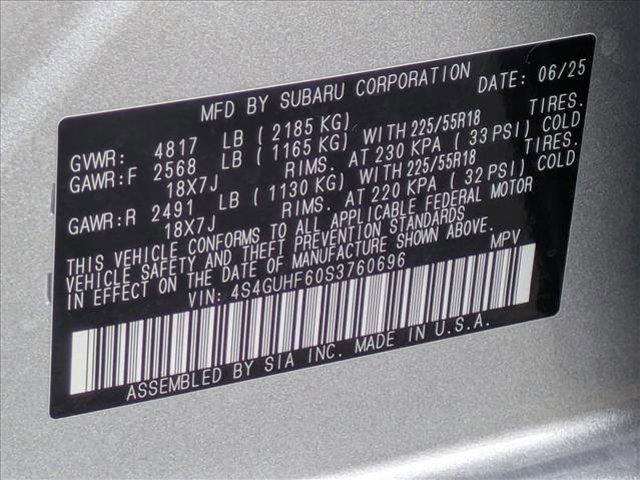 MFD BY SUBARU CORPORATION DATE: 06/25
GVWR: 4817 LB (2185 KG)
GAWR:F 2568 LB (1165 KG) WITH 225/55R18 TIRES.
18X7J RIMS. AT 230 KPA (33 PSI) COLD
GAWR:R 2491 LB (1130 KG) WITH 225/55R18 TIRES.
18X7J RIMS. AT 220 KPA (32 PSI) COLD
THIS VEHICLE CONFORMS TO ALL APPLICABLE FEDERAL MOTOR
VEHICLE SAFETY AND THEFT PREVENTION STANDARDS
IN EFFECT ON THE DATE OF MANUFACTURE SHOWN ABOVE.
VIN: 4S4GUHF60S3760696 MPV
ASSEMBLED BY SIA INC. MADE IN U.S.A.